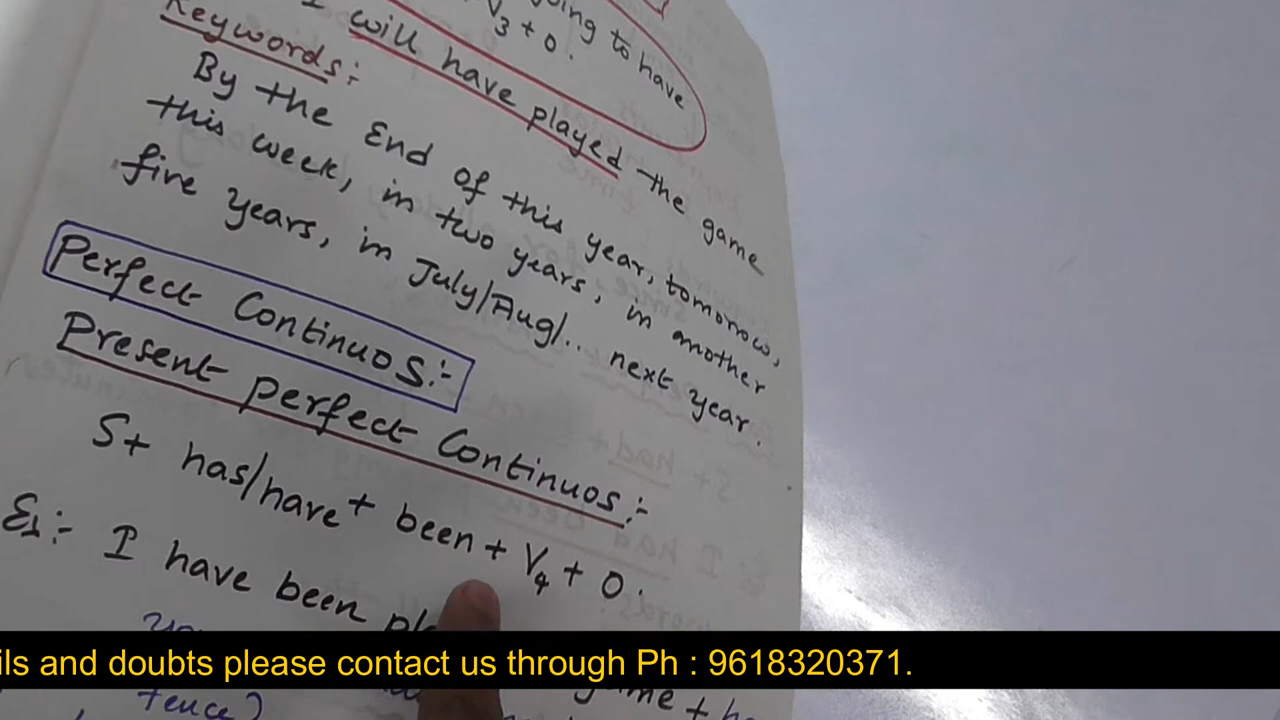 going to have
V3 + O.
I will have played the game
Keywords:
By the End of this year, tomorrow,
this week, in two years, in another
five years, in July/Aug/.. next year.
Perfect Continuos:-
Present perfect Continuos:-
S+ has/have + been + V4 + O.
I have been
game +
tence)
ils and doubts please contact us through Ph : 9618320371.